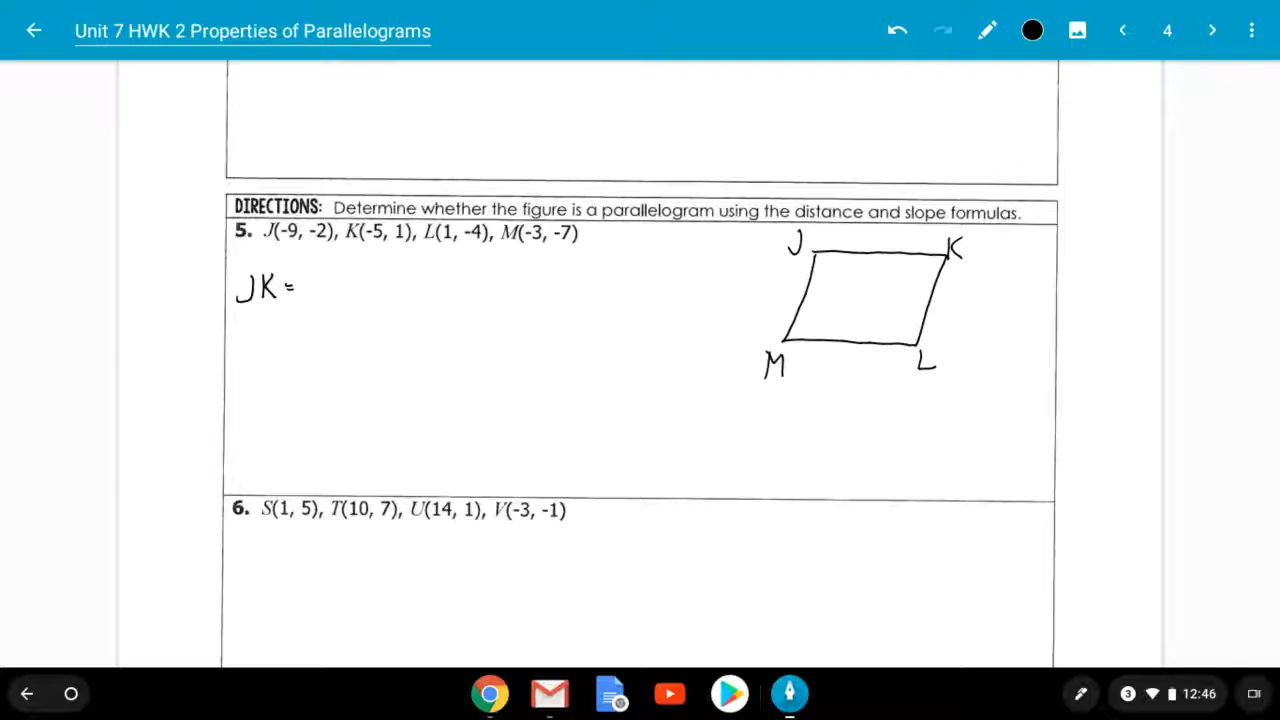 Unit 7 HWK 2 Properties of Parallelograms
4
DIRECTIONS: Determine whether the figure is a parallelogram using the distance and slope formulas.
5. J(-9, -2), K(-5, 1), L(1, -4), M(-3, -7)
J K
JK =
M L
6. S(1, 5), T(10, 7), U(14, 1), V(-3, -1)
3 12:46